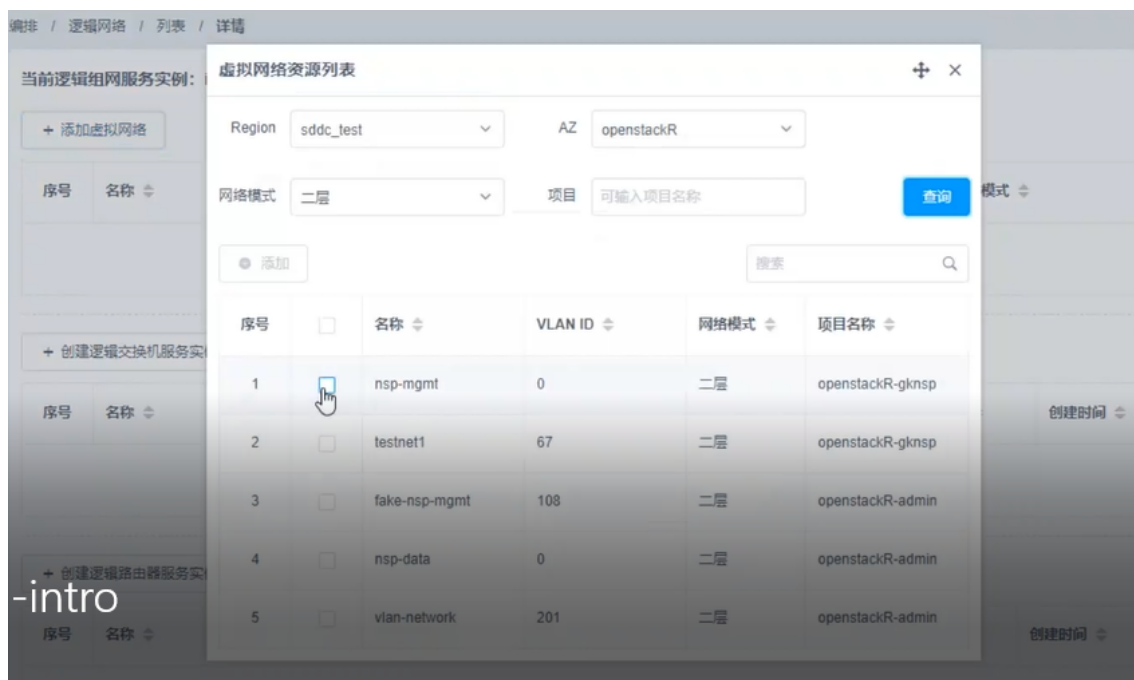 编排 / 逻辑网络 / 列表 / 详情
当前逻辑组网服务实例：
+ 添加虚拟网络
序号 名称 模式
虚拟网络资源列表
Region sddc_test AZ openstackR
网络模式 二层 项目 可输入项目名称 查询
添加 搜索
序号 名称 VLAN ID 网络模式 项目名称
1 nsp-mgmt 0 二层 openstackR-gknsp
2 testnet1 67 二层 openstackR-gknsp
3 fake-nsp-mgmt 108 二层 openstackR-admin
4 nsp-data 0 二层 openstackR-admin
5 vlan-network 201 二层 openstackR-admin
+ 创建逻辑交换机服务实
序号 名称 创建时间
+ 创建逻辑路由器服务实
-intro
序号 名称 创建时间